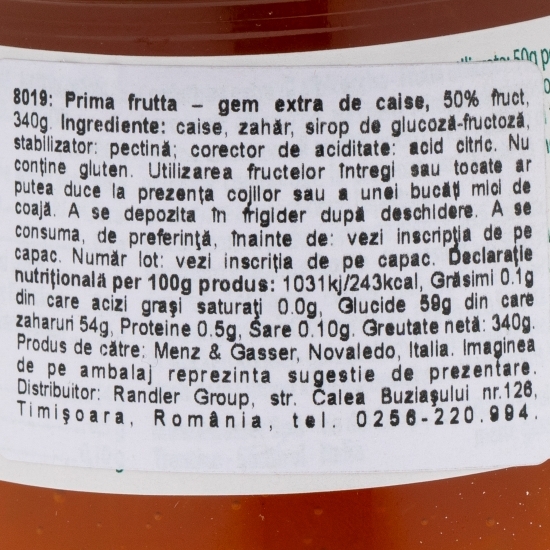 50g p
8019: Prima frutta – gem extra de caise, 50% fruct,
340g. Ingrediente: caise, zahăr, sirop de glucoză-fructoză,
stabilizator: pectină; corector de aciditate: acid citric. Nu
conține gluten. Utilizarea fructelor întregi sau tocate ar
putea duce la prezența cojilor sau a unei bucăți mici de
coajă. A se depozita în frigider după deschidere. A se
consuma, de preferință, înainte de: vezi inscripția de pe
capac. Număr lot: vezi inscriția de pe capac. Declarație
nutrițională per 100g produs: 1031kj/243kcal, Grăsimi 0.1g
din care acizi grași saturați 0.0g, Glucide 59g din care
zaharuri 54g, Proteine 0.5g, Sare 0.10g. Greutate netă: 340g.
Produs de către: Menz & Gasser, Novaledo, Italia. Imaginea
de pe ambalaj reprezinta sugestie de prezentare.
Distribuitor: Randler Group, str. Calea Buziașului nr.126,
Timișoara, România, tel. 0256-220.994.